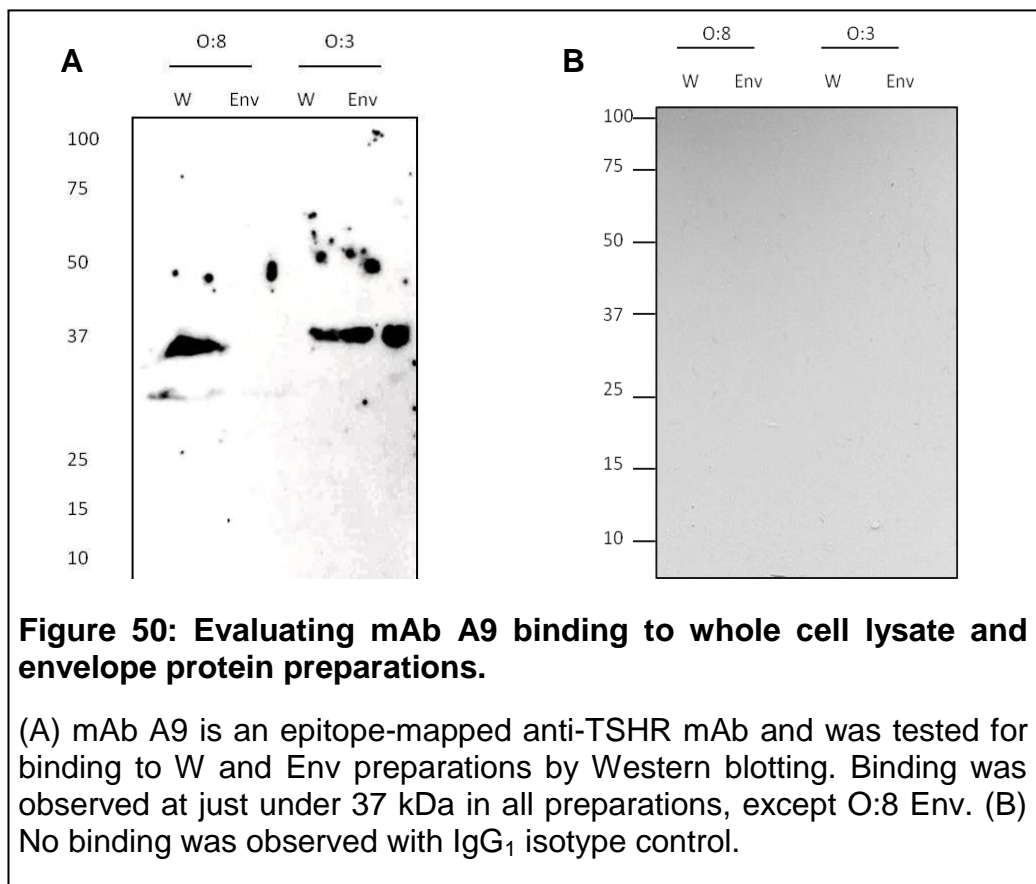 A
O:8 O:3
W Env W Env
100
75
50
37
25
15
10
B
O:8 O:3
W Env W Env
100
75
50
37
25
15
10
Figure 50: Evaluating mAb A9 binding to whole cell lysate and
envelope protein preparations.
(A) mAb A9 is an epitope-mapped anti-TSHR mAb and was tested for
binding to W and Env preparations by Western blotting. Binding was
observed at just under 37 kDa in all preparations, except O:8 Env. (B)
No binding was observed with IgG₁ isotype control.